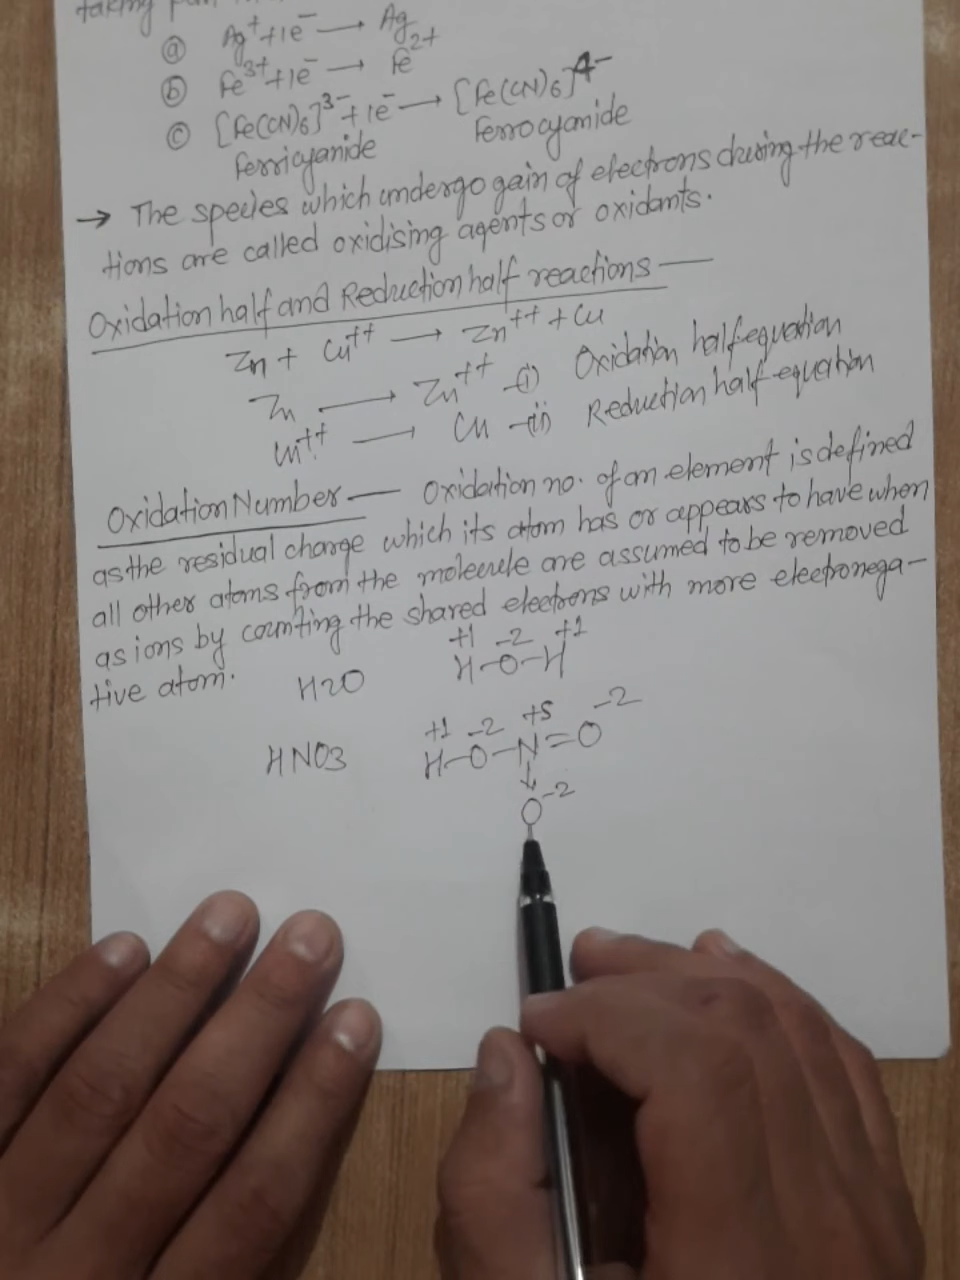 taking
ⓐ Ag⁺+1e⁻ → Ag
ⓑ Fe³⁺+1e⁻ → Fe²⁺
ⓒ [Fe(CN)₆]³⁻+1e⁻ → [Fe(CN)₆]⁴⁻
Ferricyanide Ferrocyanide
→ The species which undergo gain of electrons during the reac-
tions are called oxidising agents or oxidants.
Oxidation half and Reduction half reactions —
Zn + Cu⁺⁺ → Zn⁺⁺ + Cu
Zn → Zn⁺⁺ –(i) Oxidation half-equation
Cu⁺⁺ → Cu –(ii) Reduction half-equation
Oxidation Number — Oxidation no. of an element is defined
as the residual charge which its atom has or appears to have when
all other atoms from the molecule are assumed to be removed
as ions by counting the shared electrons with more electronega-
tive atom.
+1 -2 +1
H2O H-O-H
+1 -2 +5 -2
HNO3 H-O-N=O
↓
O⁻²